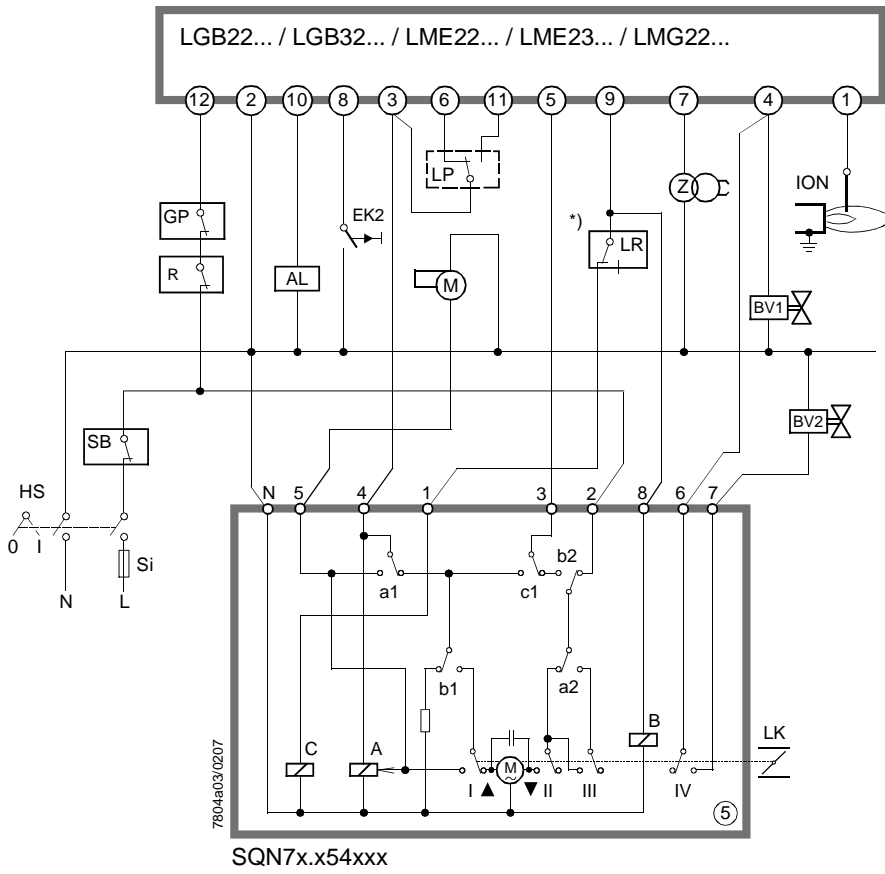 LGB22... / LGB32... / LME22... / LME23... / LMG22...
12 2 10 8 3 6 11 5 9 7 4 1
LP
Z
ION
GP
EK2
*)
LR
R
AL
M
BV1
BV2
SB
HS
0 I
Si
N L
N 5 4 1 3 2 8 6 7
b2
a1
c1
b1
a2
B
C A
LK
M
~
I II III IV
5
7804a03/0207
SQN7x.x54xxx